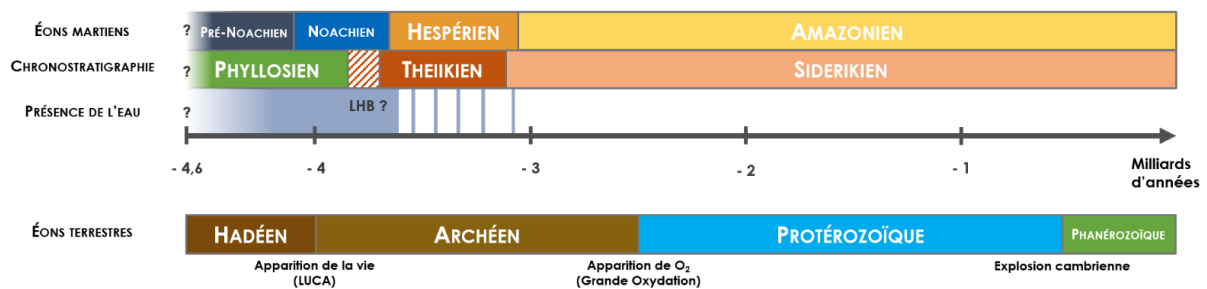 Éons martiens
? Pré-Noachien Noachien Hespérien Amazonien
Chronostratigraphie
? Phyllosien Theiikien Siderikien
Présence de l'eau
? LHB ?
- 4,6 - 4 - 3 - 2 - 1 Milliards
d'années
Éons terrestres
Hadéen Archéen Protérozoïque Phanérozoïque
Apparition de la vie
(LUCA)
Apparition de O₂
(Grande Oxydation)
Explosion cambrienne